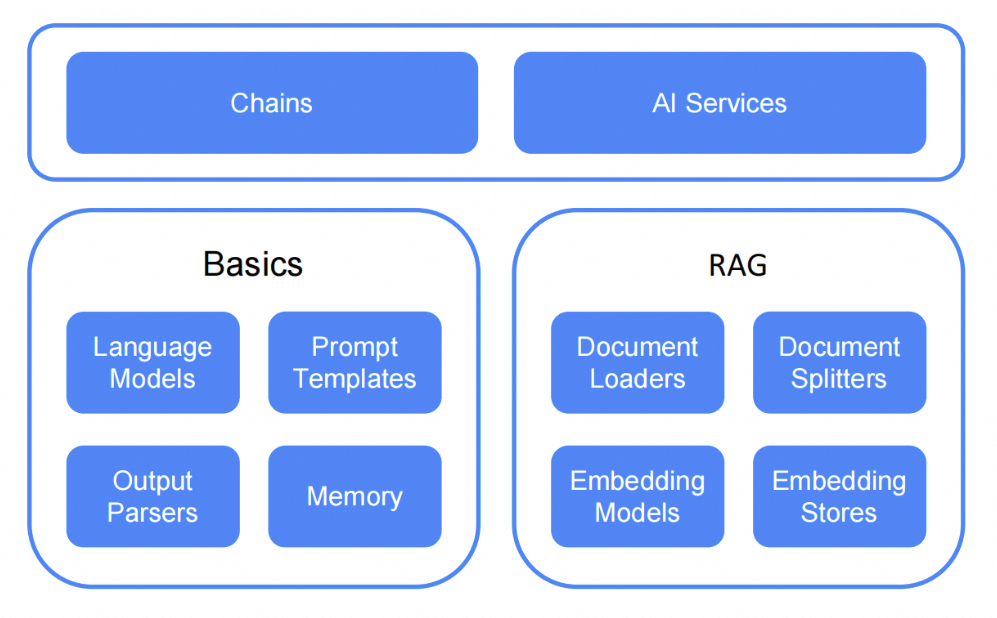 Chains
AI Services
Basics
Language
Models
Prompt
Templates
Output
Parsers
Memory
RAG
Document
Loaders
Document
Splitters
Embedding
Models
Embedding
Stores